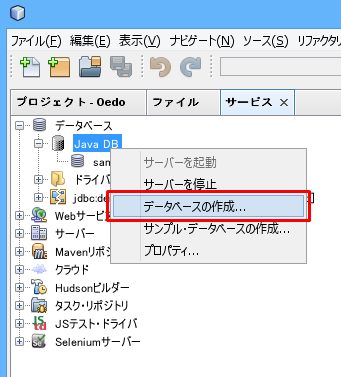 ファイル(F) 編集(E) 表示(V) ナビゲート(N) ソース(S) リファクタリ
プロジェクト - Oedo ファイル サービス ×
データベース
Java DB
sam
サーバーを起動
ドライバ
サーバーを停止
jdbc:de
データベースの作成...
Webサービ
サンプル・データベースの作成...
サーバー
プロパティ...
Mavenリポジ
クラウド
Hudsonビルダー
タスク・リポジトリ
JSテスト・ドライバ
Seleniumサーバー